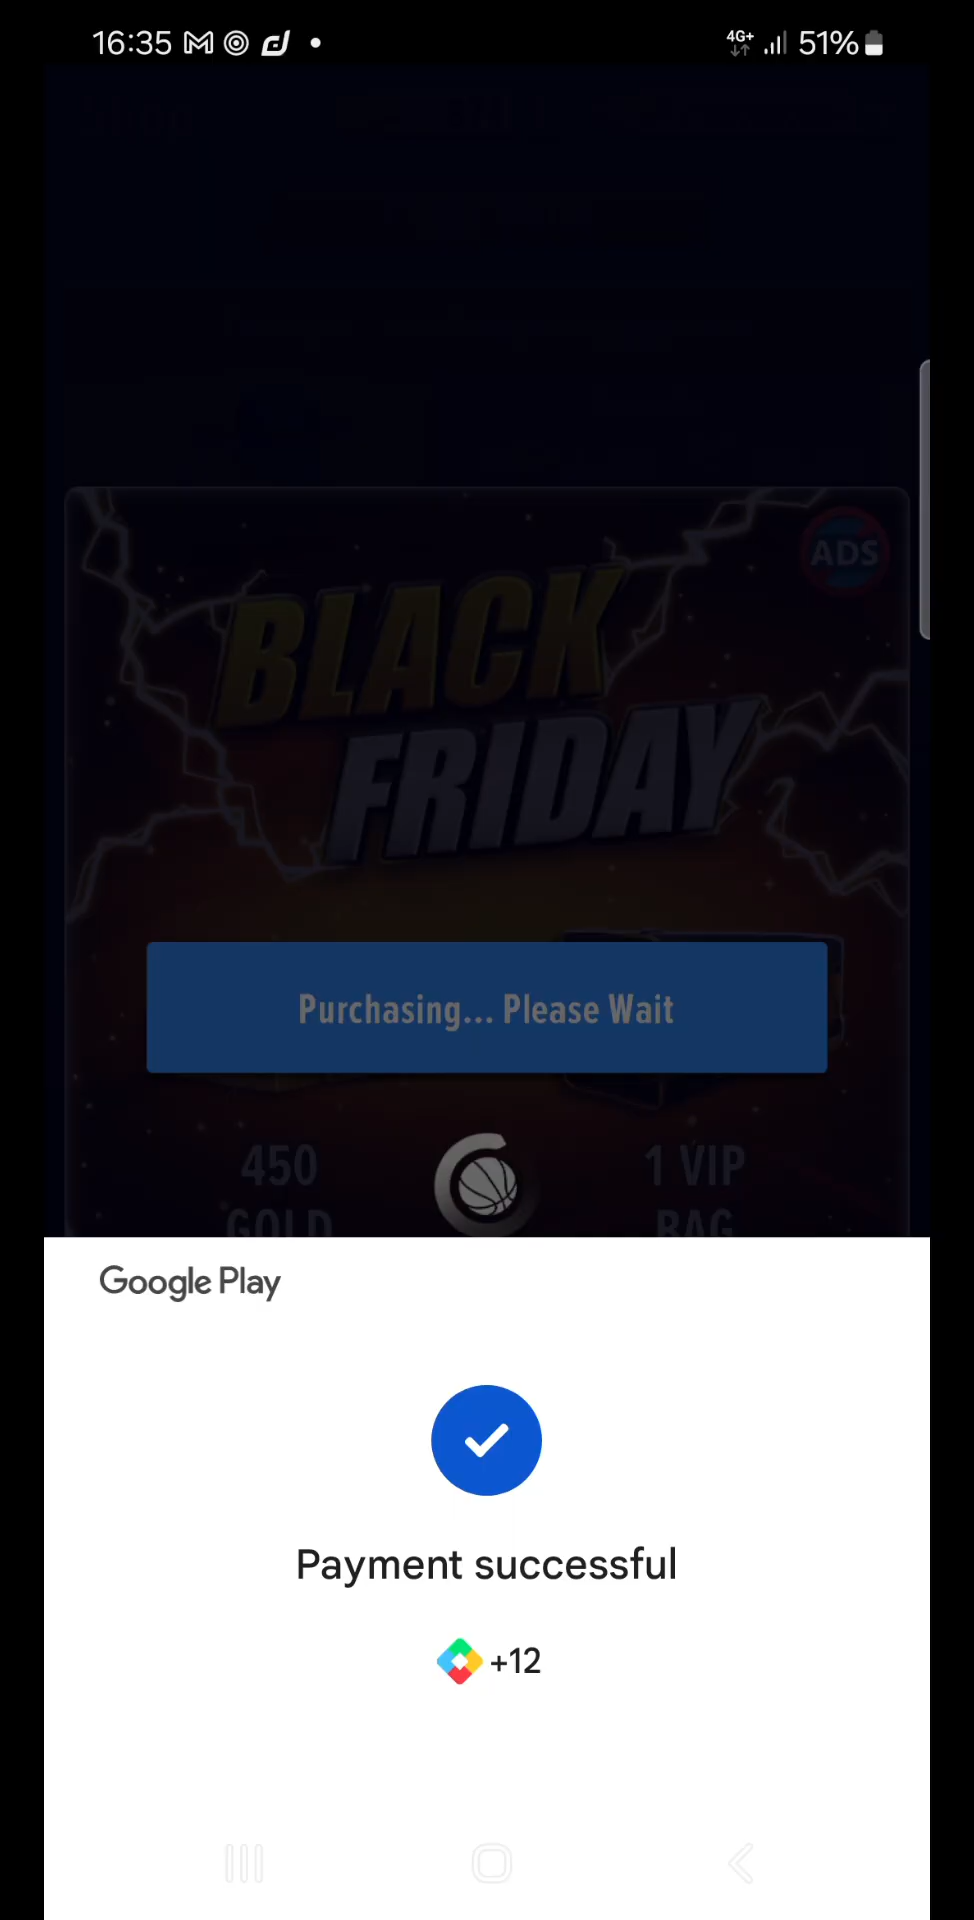 16:35
4G+
51%
ADS
BLACK
FRIDAY
Purchasing... Please Wait
450
GOLD
1 VIP
BAG
Google Play
Payment successful
+12